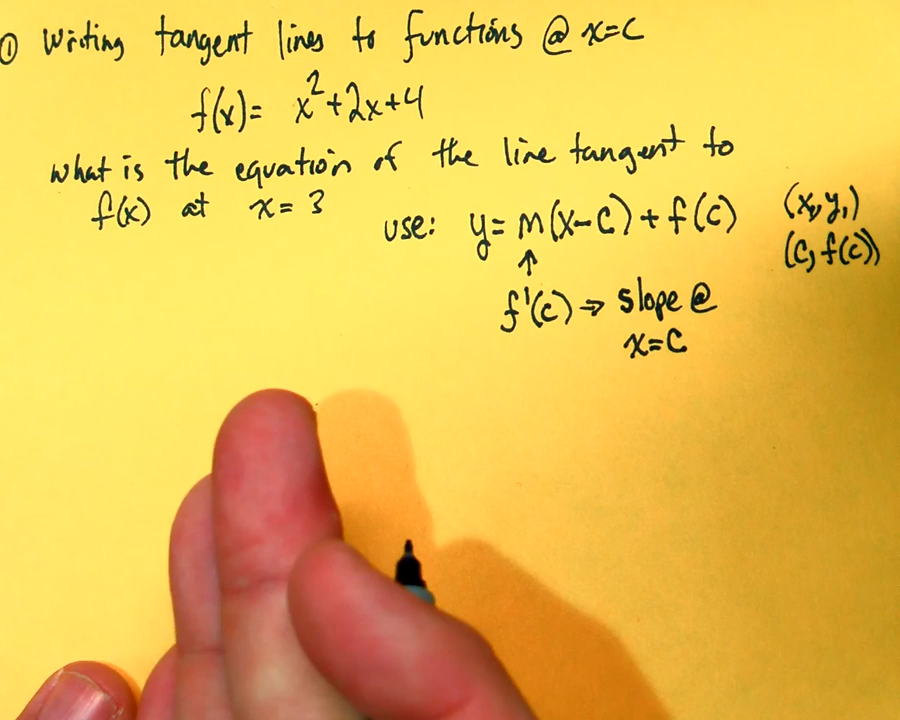 ① Writing tangent lines to functions @ x=c
f(x)= x²+2x+4
what is the equation of the line tangent to
f(x) at x=3
use: y= m(x-c)+f(c)
(x₁,y₁)
(c,f(c))
↑
f'(c) → slope @
x=c